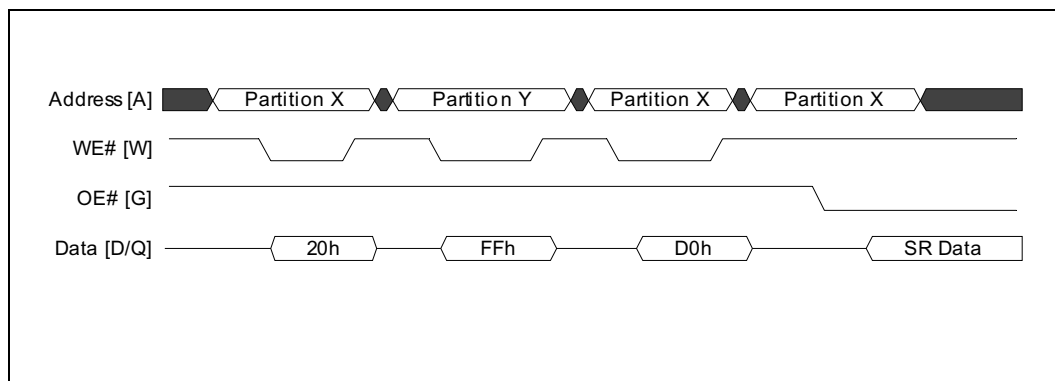 Address [A] Partition X Partition Y Partition X Partition X
WE# [W]
OE# [G]
Data [D/Q] 20h FFh D0h SR Data